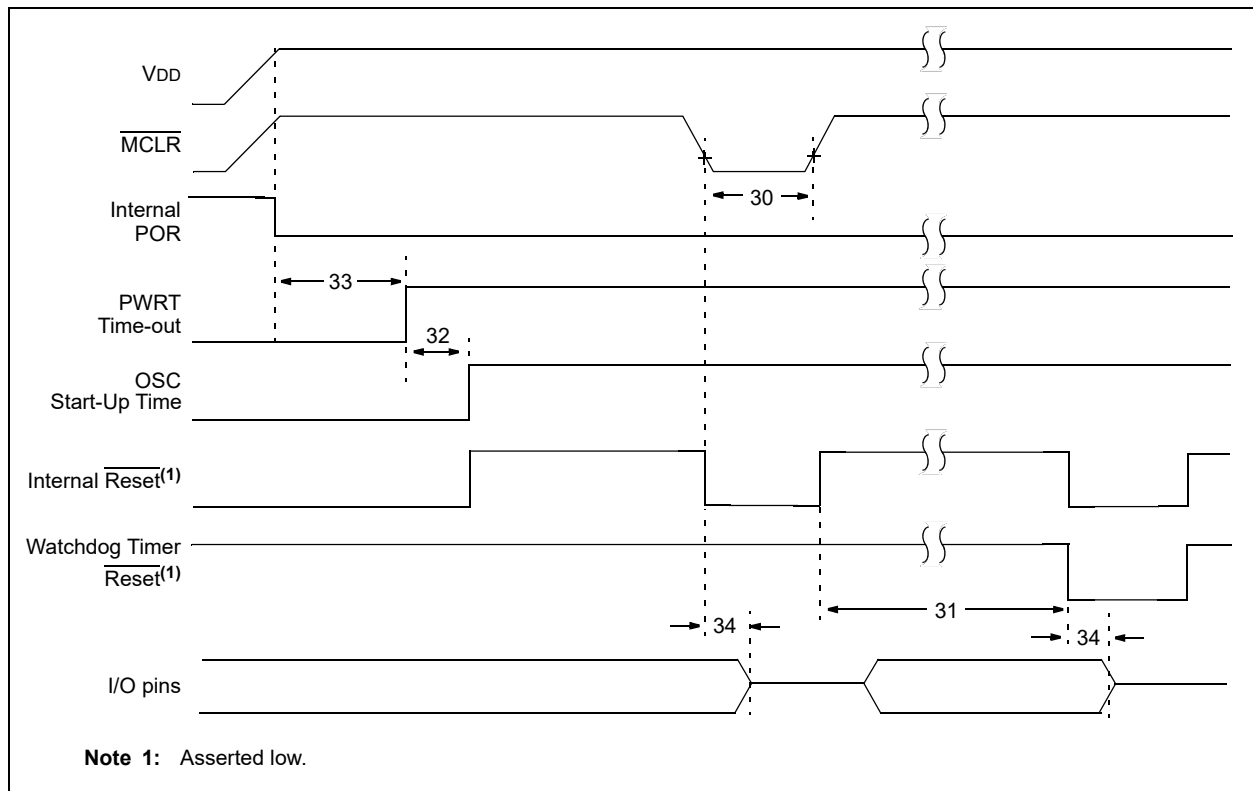 VDD
MCLR
30
Internal
POR
33
PWRT
Time-out
32
OSC
Start-Up Time
Internal Reset(1)
Watchdog Timer
Reset(1)
31
34
34
I/O pins
Note 1: Asserted low.